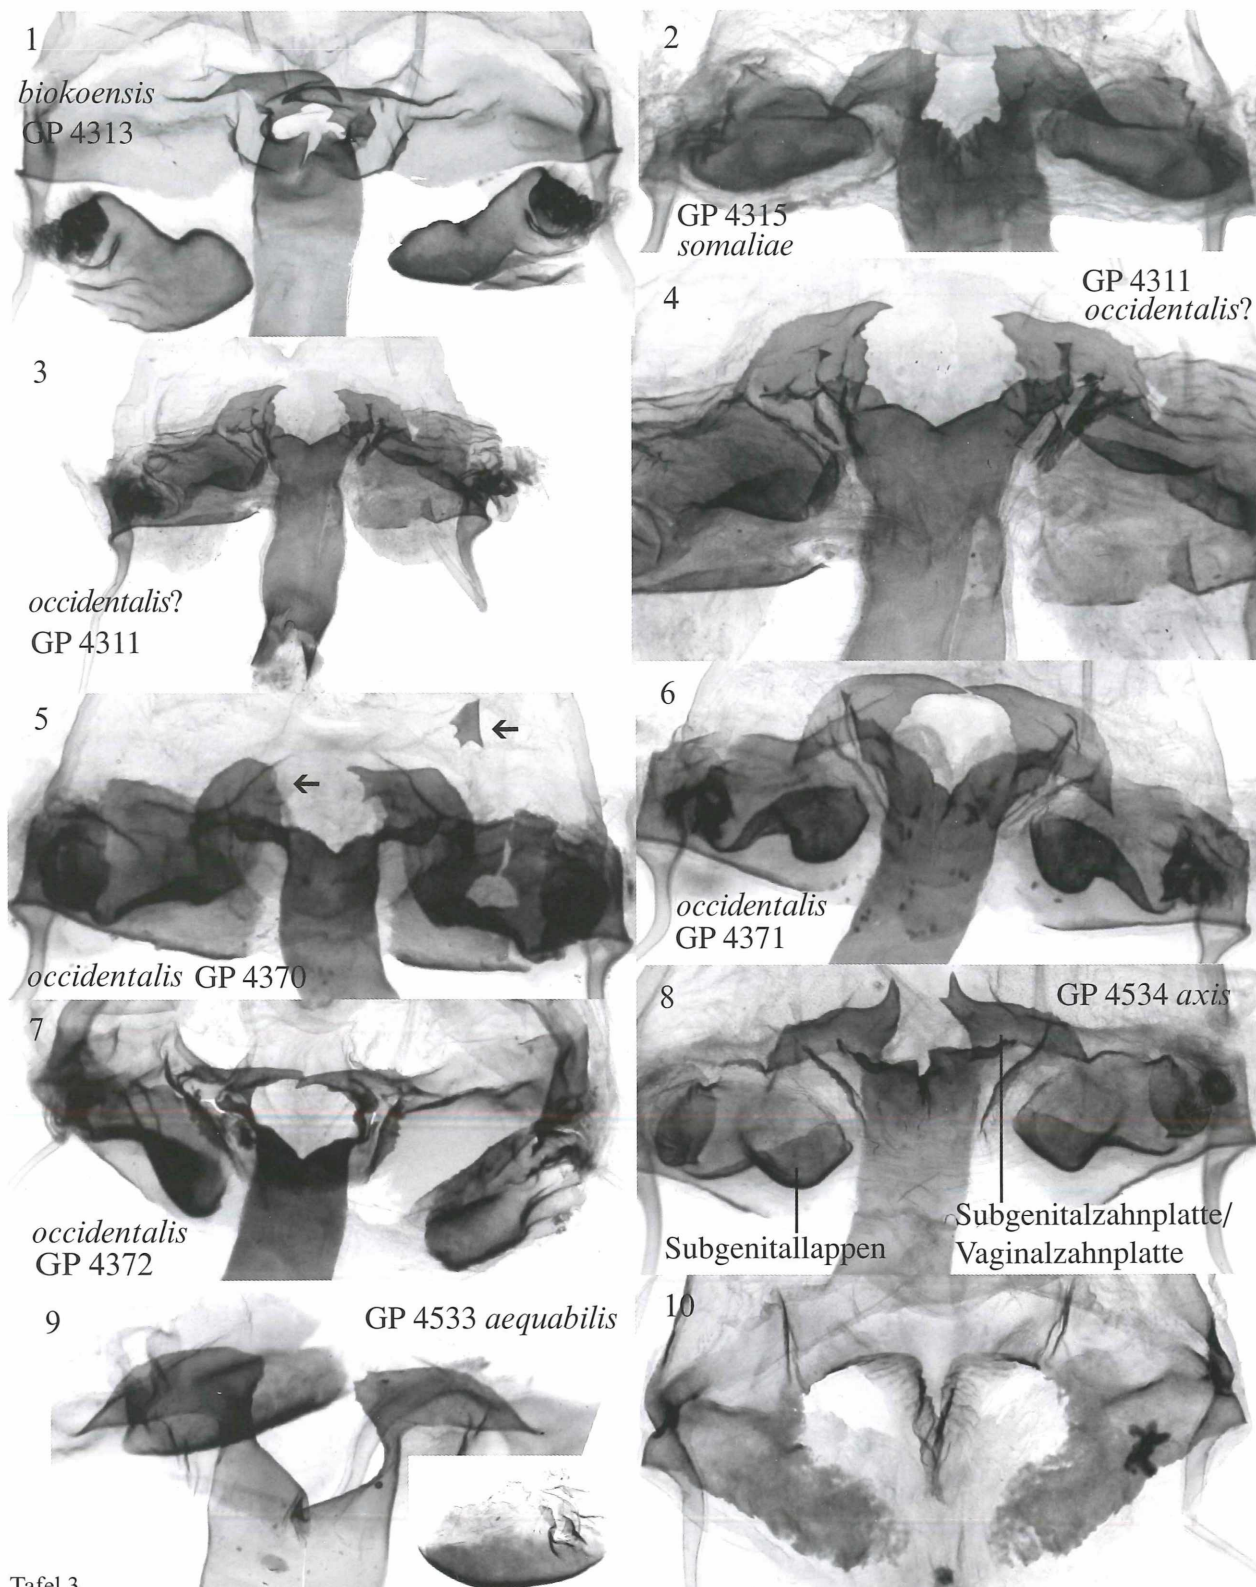 1
biokoensis
GP 4313
2
GP 4315
somaliae
3
occidentalis?
GP 4311
4
GP 4311
occidentalis?
5
occidentalis GP 4370
6
occidentalis
GP 4371
7
occidentalis
GP 4372
8
GP 4534 axis
Subgenitallappen
Subgenitalzahnplatte/
Vaginalzahnplatte
9
GP 4533 aequabilis
10
Tafel 3